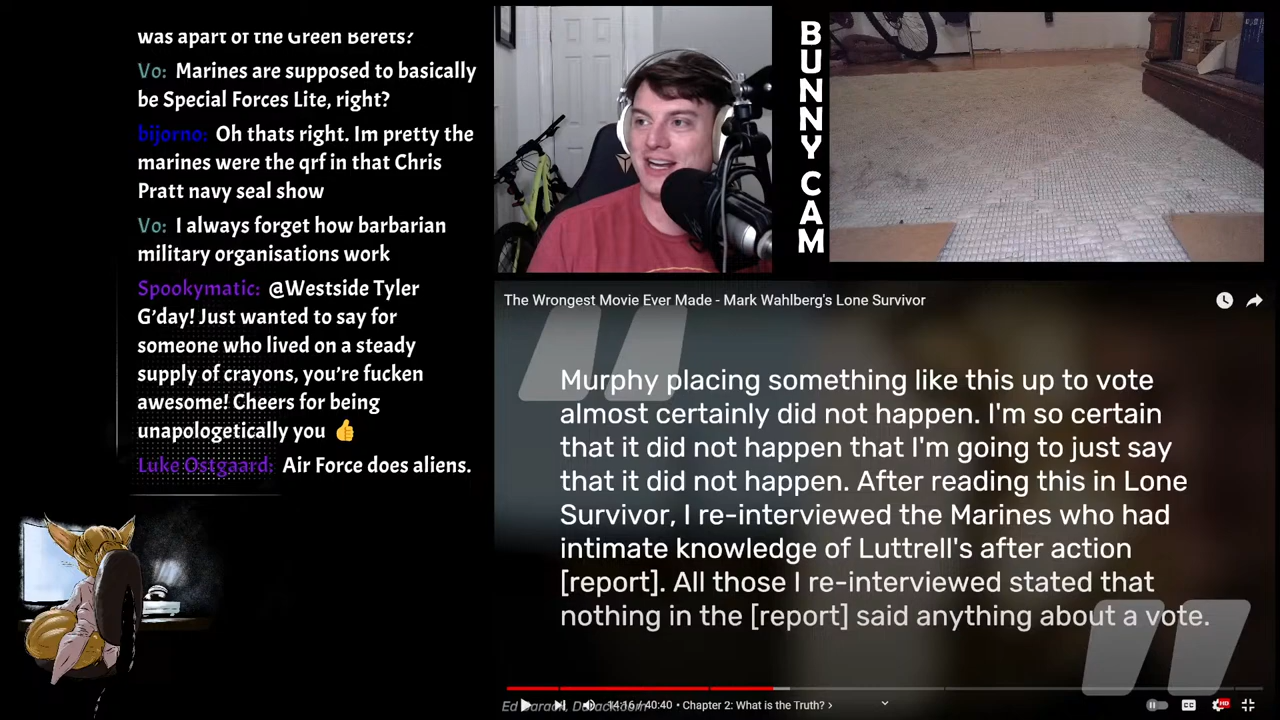 was apart of the Green Berets?
Vo: Marines are supposed to basically
be Special Forces Lite, right?
bijorno: Oh thats right. Im pretty the
marines were the qrf in that Chris
Pratt navy seal show
Vo: I always forget how barbarian
military organisations work
Spookymatic: @Westside Tyler
G'day! Just wanted to say for
someone who lived on a steady
supply of crayons, you're fucken
awesome! Cheers for being
unapologetically you 👍
Luke Ostgaard: Air Force does aliens.
BUNNY CAM
The Wrongest Movie Ever Made - Mark Wahlberg's Lone Survivor
Murphy placing something like this up to vote
almost certainly did not happen. I'm so certain
that it did not happen that I'm going to just say
that it did not happen. After reading this in Lone
Survivor, I re-interviewed the Marines who had
intimate knowledge of Luttrell's after action
[report]. All those I re-interviewed stated that
nothing in the [report] said anything about a vote.
14:16 / 40:40 • Chapter 2: What is the Truth? ›
CC
HD